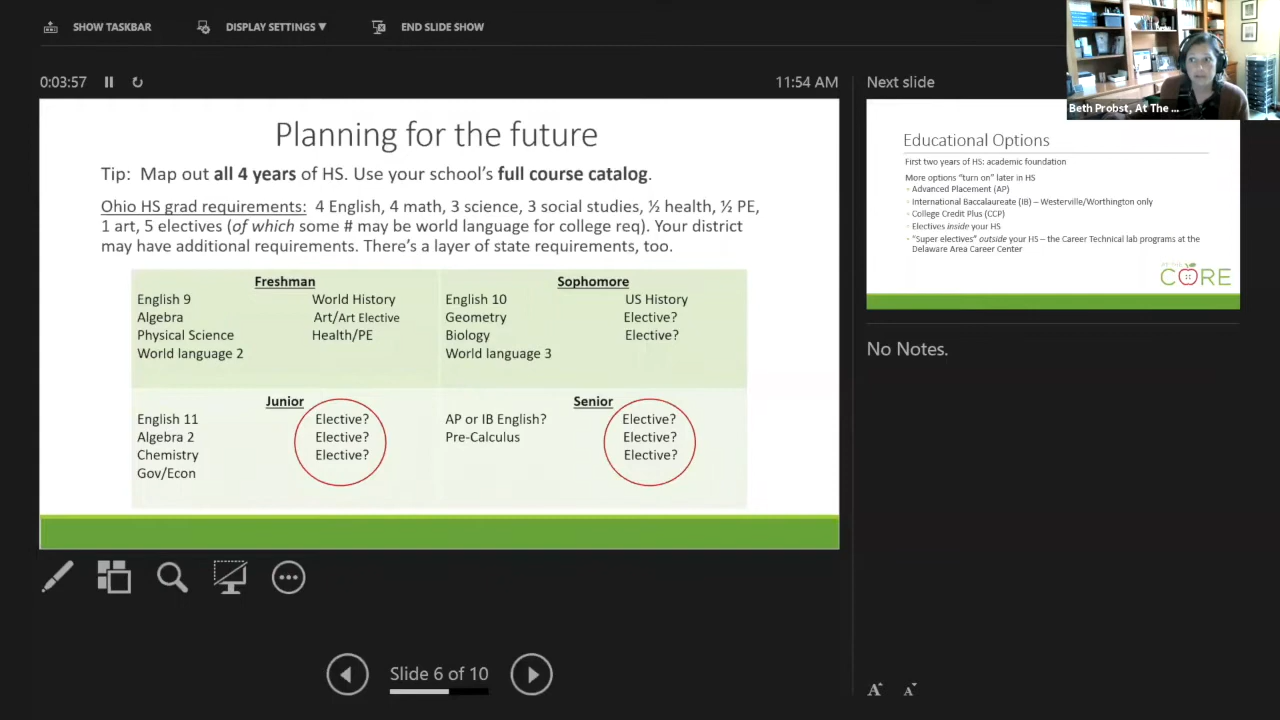 SHOW TASKBAR
DISPLAY SETTINGS ▼
END SLIDE SHOW
0:03:57
11:54 AM
Planning for the future
Tip: Map out all 4 years of HS. Use your school's full course catalog.
Ohio HS grad requirements: 4 English, 4 math, 3 science, 3 social studies, ½ health, ½ PE,
1 art, 5 electives (of which some # may be world language for college req). Your district
may have additional requirements. There's a layer of state requirements, too.
Freshman
English 9 World History
Algebra Art/Art Elective
Physical Science Health/PE
World language 2
Sophomore
English 10 US History
Geometry Elective?
Biology Elective?
World language 3
Junior
English 11 Elective?
Algebra 2 Elective?
Chemistry Elective?
Gov/Econ
Senior
AP or IB English? Elective?
Pre-Calculus Elective?
Elective?
Slide 6 of 10
Next slide
Beth Probst, At The ...
Educational Options
First two years of HS: academic foundation
More options "turn on" later in HS
▪ Advanced Placement (AP)
▪ International Baccalaureate (IB) – Westerville/Worthington only
▪ College Credit Plus (CCP)
▪ Electives inside your HS
▪ "Super electives" outside your HS – the Career Technical lab programs at the
Delaware Area Career Center
AT THE
CORE
No Notes.
A A